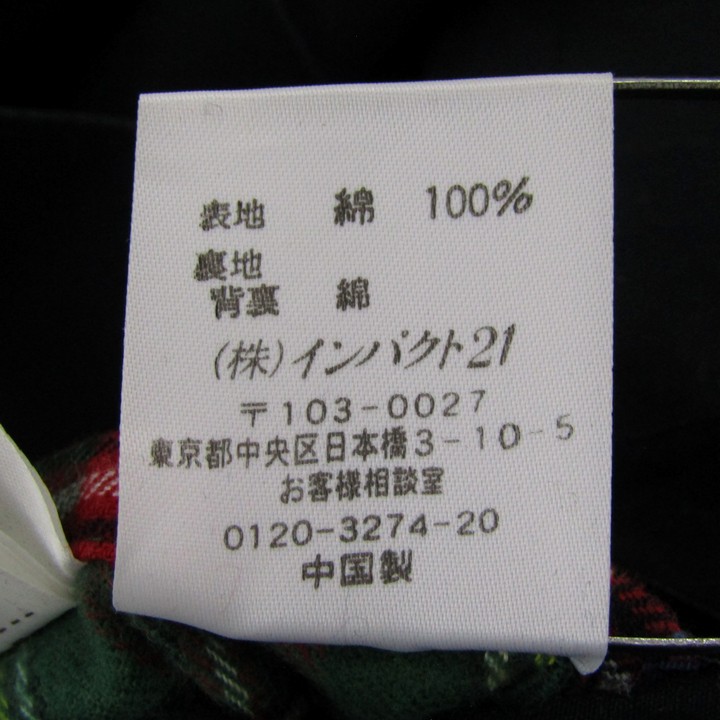 表地 綿 100%
裏地
背裏 綿
(株)インパクト21
〒103-0027
東京都中央区日本橋3-10-5
お客様相談室
0120-3274-20
中国製